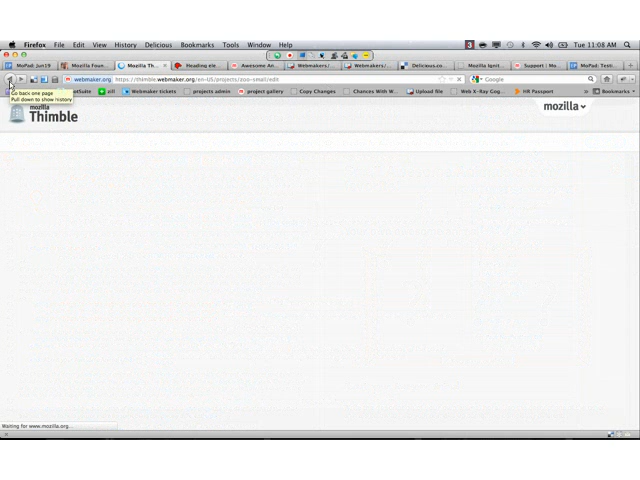 Firefox File Edit View History Delicious Bookmarks Tools Window Help
3
Tue 11:08 AM
MoPad: Jun19
Mozilla Foun...
Mozilla Th...
Heading ele...
Awesome An...
Webmakers/
Webmakers/...
Delicious.co...
Mozilla Ignit...
Support | Mo...
MoPad: Testi...
webmaker.org
https://thimble.webmaker.org/en-US/projects/zoo-small/edit
Google
otSuite
zill
Webmaker tickets
projects admin
project gallery
Copy Changes
Chances With W...
Upload file
Web X-Ray Gog...
HR Passport
Bookmarks
Go back one page
Pull down to show history
mozilla
Thimble
mozilla
Waiting for www.mozilla.org...